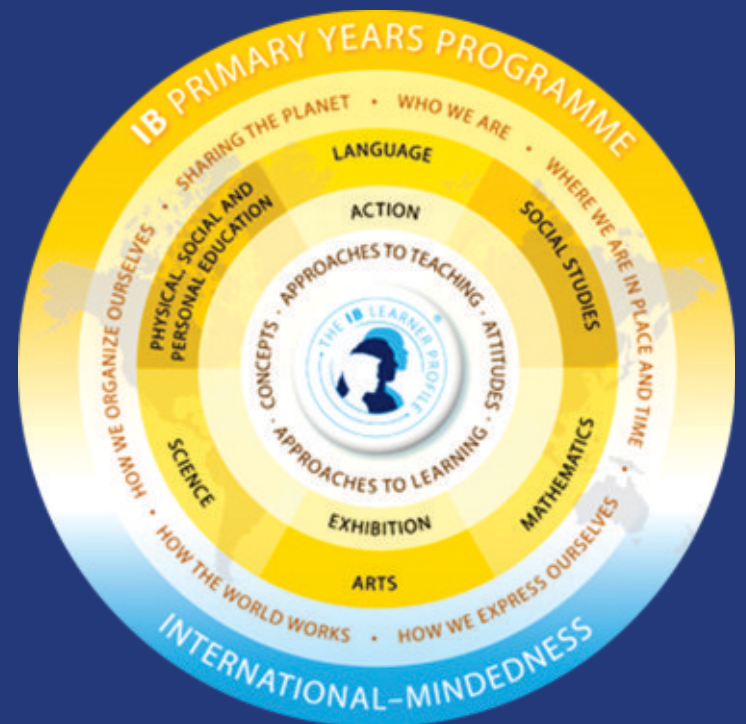 IB PRIMARY YEARS PROGRAMME
SHARING THE PLANET • WHO WE ARE • WHERE WE ARE IN PLACE AND TIME • HOW WE EXPRESS OURSELVES • HOW THE WORLD WORKS • HOW WE ORGANIZE OURSELVES •
LANGUAGE
SOCIAL STUDIES
MATHEMATICS
ARTS
SCIENCE
PHYSICAL, SOCIAL AND
PERSONAL EDUCATION
ACTION
EXHIBITION
APPROACHES TO TEACHING · ATTITUDES · APPROACHES TO LEARNING · CONCEPTS ·
• THE IB LEARNER PROFILE • ®
INTERNATIONAL–MINDEDNESS